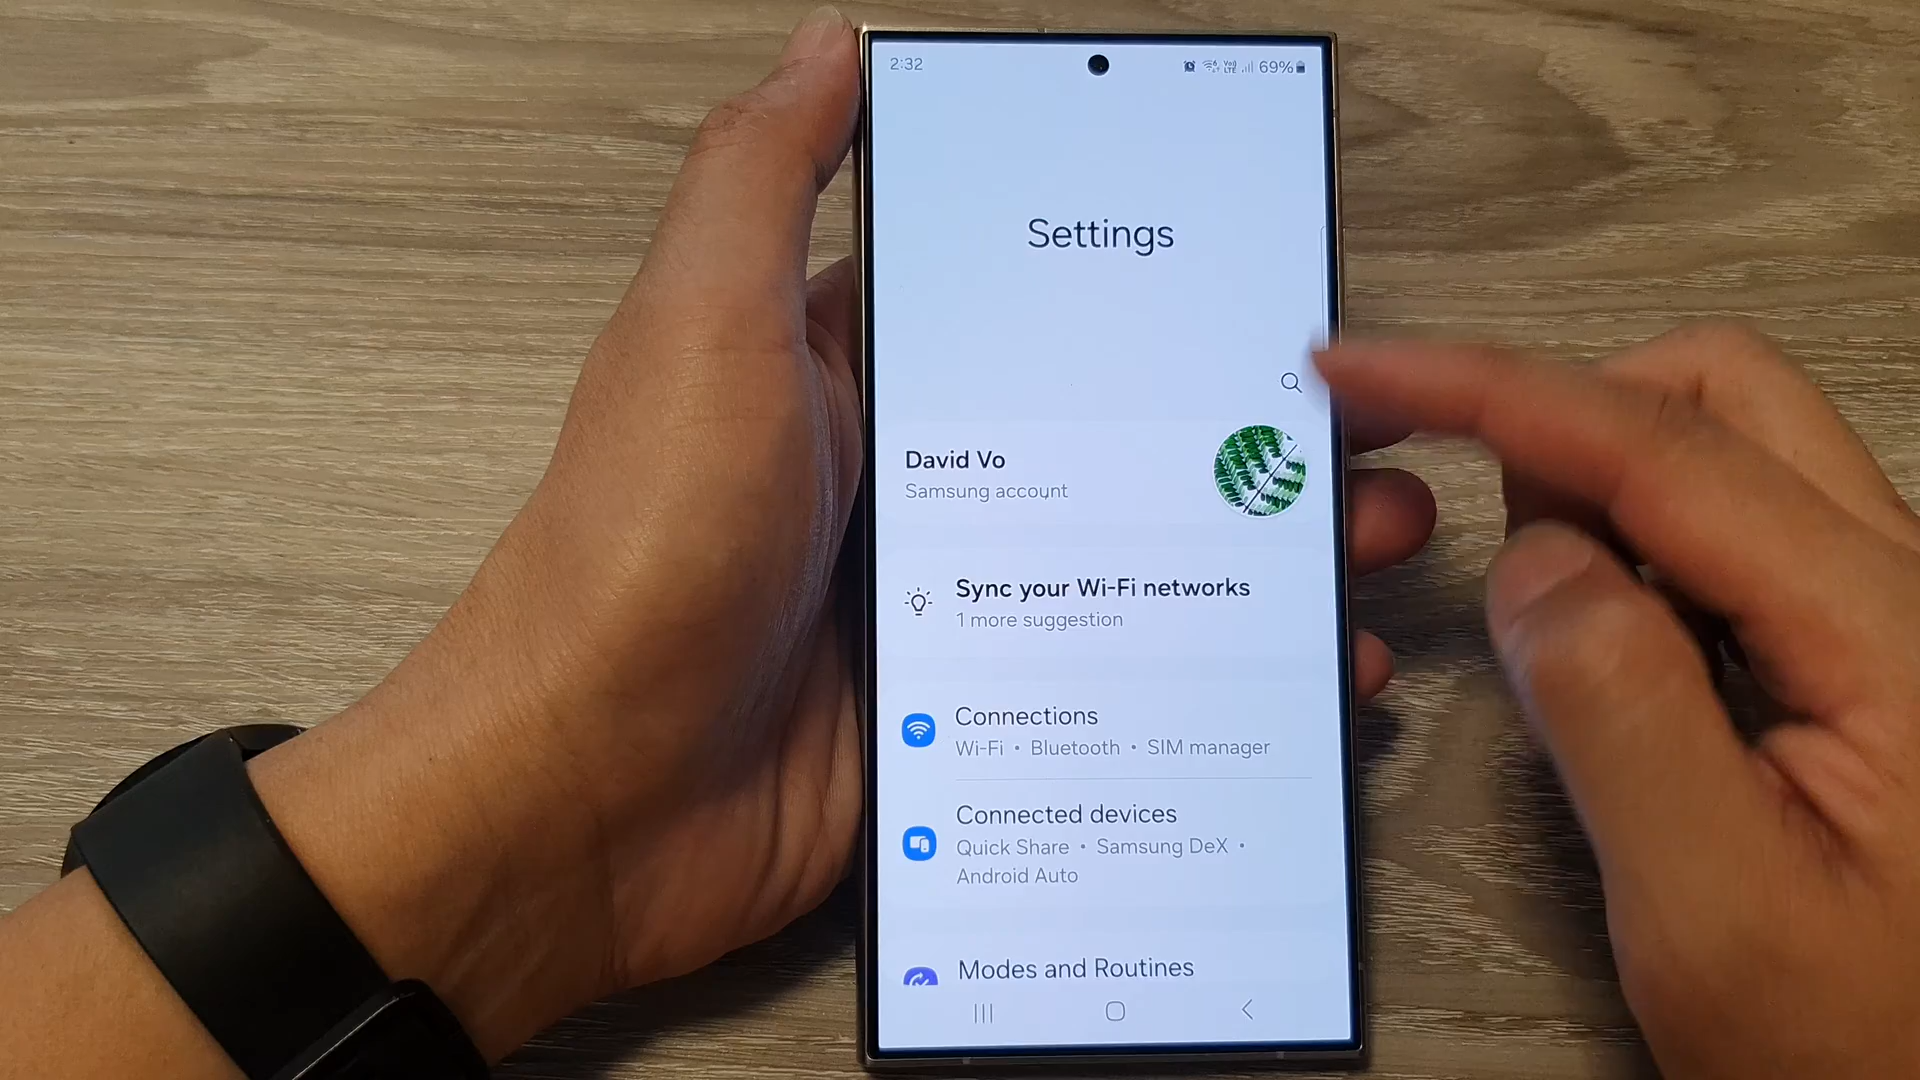 2:32
69%
Settings
David Vo
Samsung account
Sync your Wi-Fi networks
1 more suggestion
Connections
Wi-Fi • Bluetooth • SIM manager
Connected devices
Quick Share • Samsung DeX •
Android Auto
Modes and Routines